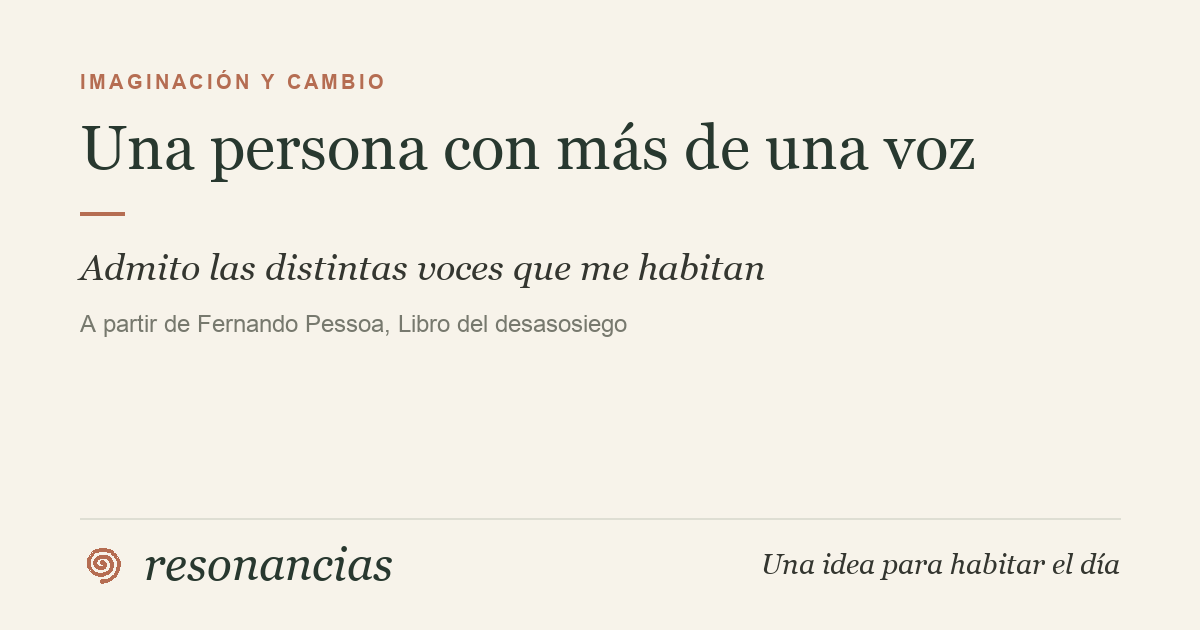 IMAGINACIÓN Y CAMBIO
Una persona con más de una voz
Admito las distintas voces que me habitan
A partir de Fernando Pessoa, Libro del desasosiego
resonancias
Una idea para habitar el día